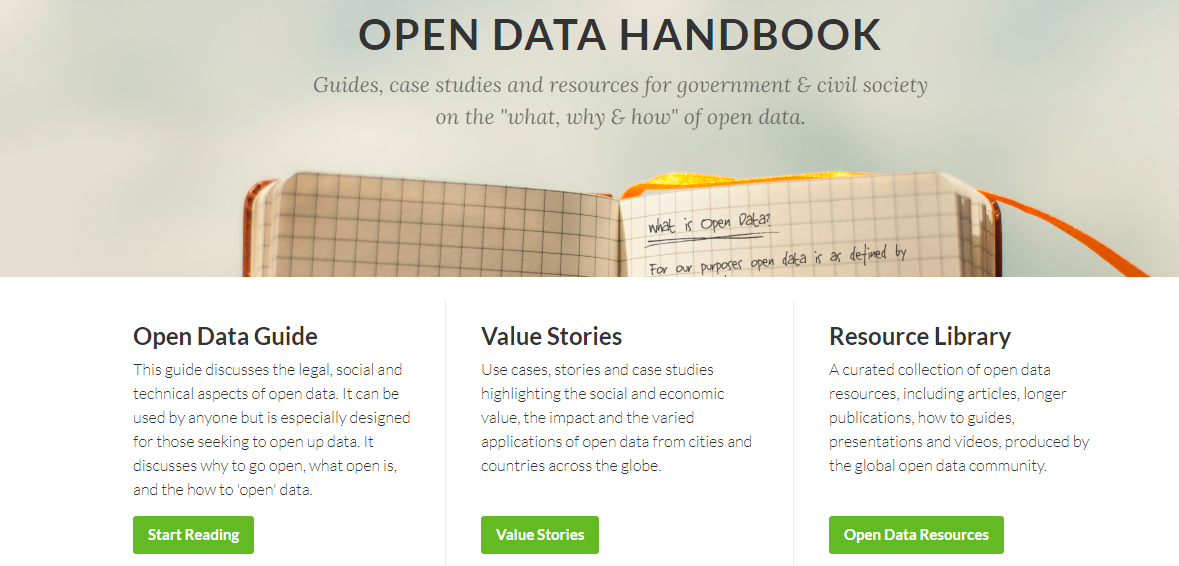 OPEN DATA HANDBOOK
Guides, case studies and resources for government & civil society
on the "what, why & how" of open data.
What is Open Data?
For our purposes open data is as defined by
Open Data Guide
This guide discusses the legal, social and
technical aspects of open data. It can be
used by anyone but is especially designed
for those seeking to open up data. It
discusses why to go open, what open is,
and the how to 'open' data.
Start Reading
Value Stories
Use cases, stories and case studies
highlighting the social and economic
value, the impact and the varied
applications of open data from cities and
countries across the globe.
Value Stories
Resource Library
A curated collection of open data
resources, including articles, longer
publications, how to guides,
presentations and videos, produced by
the global open data community.
Open Data Resources